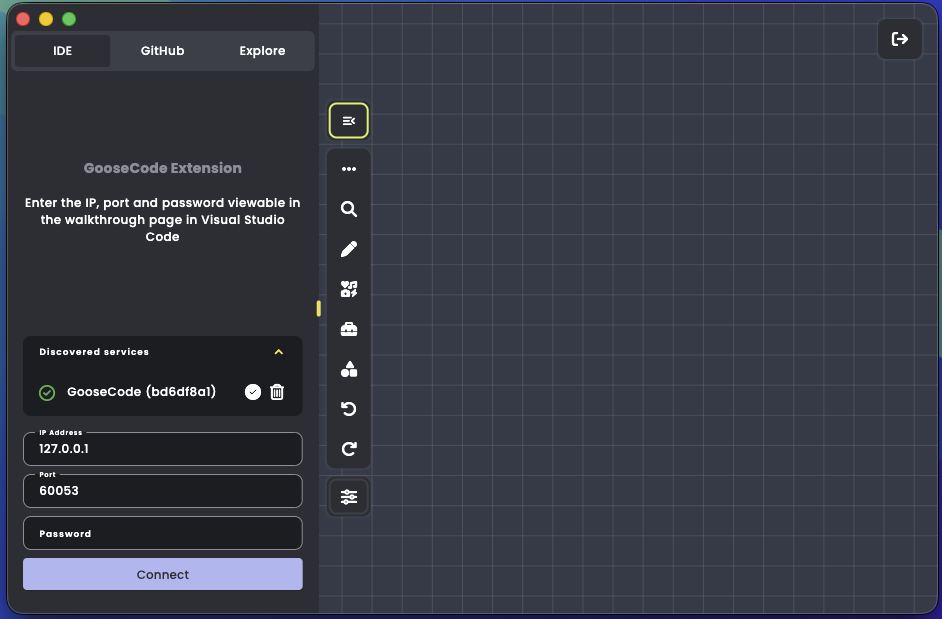 IDE
GitHub
Explore
GooseCode Extension
Enter the IP, port and password viewable in
the walkthrough page in Visual Studio
Code
Discovered services
GooseCode (bd6df8a1)
IP Address
127.0.0.1
Port
60053
Password
Connect